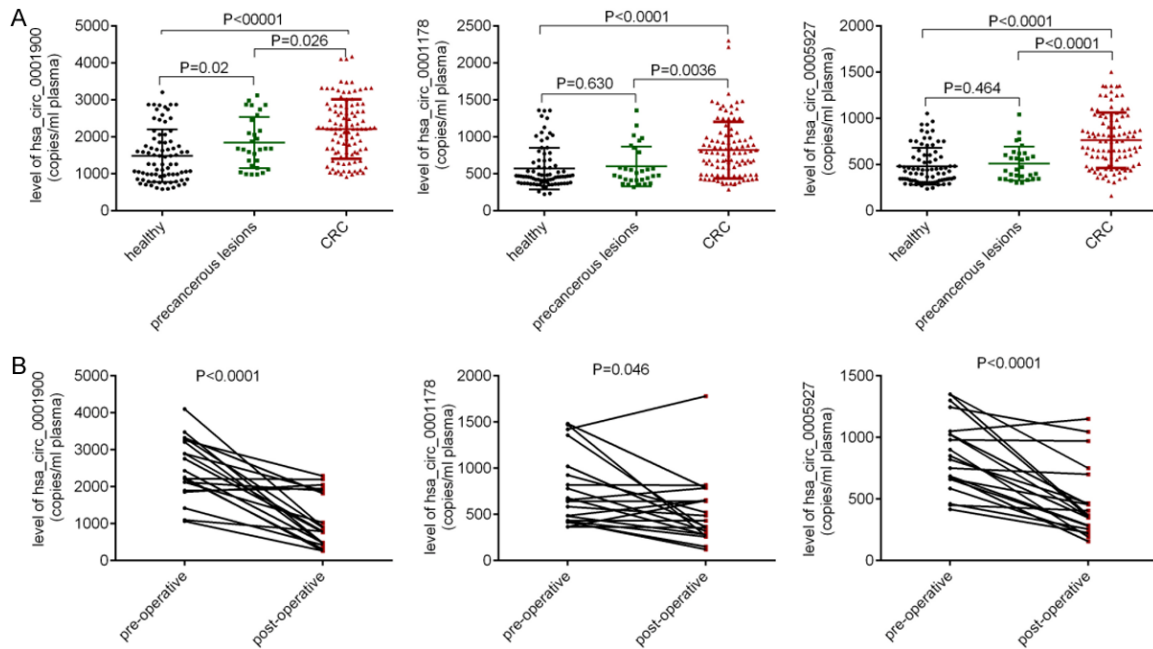 A
level of hsa_circ_0001900
(copies/ml plasma)
5000
4000
3000
2000
1000
0
P<00001
P=0.026
P=0.02
healthy
precancerous lesions
CRC
level of hsa_circ_0001178
(copies/ml plasma)
2500
2000
1500
1000
500
0
P<0.0001
P=0.0036
P=0.630
healthy
precancerous lesions
CRC
level of hsa_circ_0005927
(copies/ml plasma)
2000
1500
1000
500
0
P<0.0001
P<0.0001
P=0.464
healthy
precancerous lesions
CRC
B
level of hsa_circ_0001900
(copies/ml plasma)
5000
4000
3000
2000
1000
0
P<0.0001
pre-operative
post-operative
level of hsa_circ_0001178
(copies/ml plasma)
2000
1500
1000
500
0
P=0.046
pre-operative
post-operative
level of hsa_circ_0005927
(copies/ml plasma)
1500
1000
500
0
P<0.0001
pre-operative
post-operative